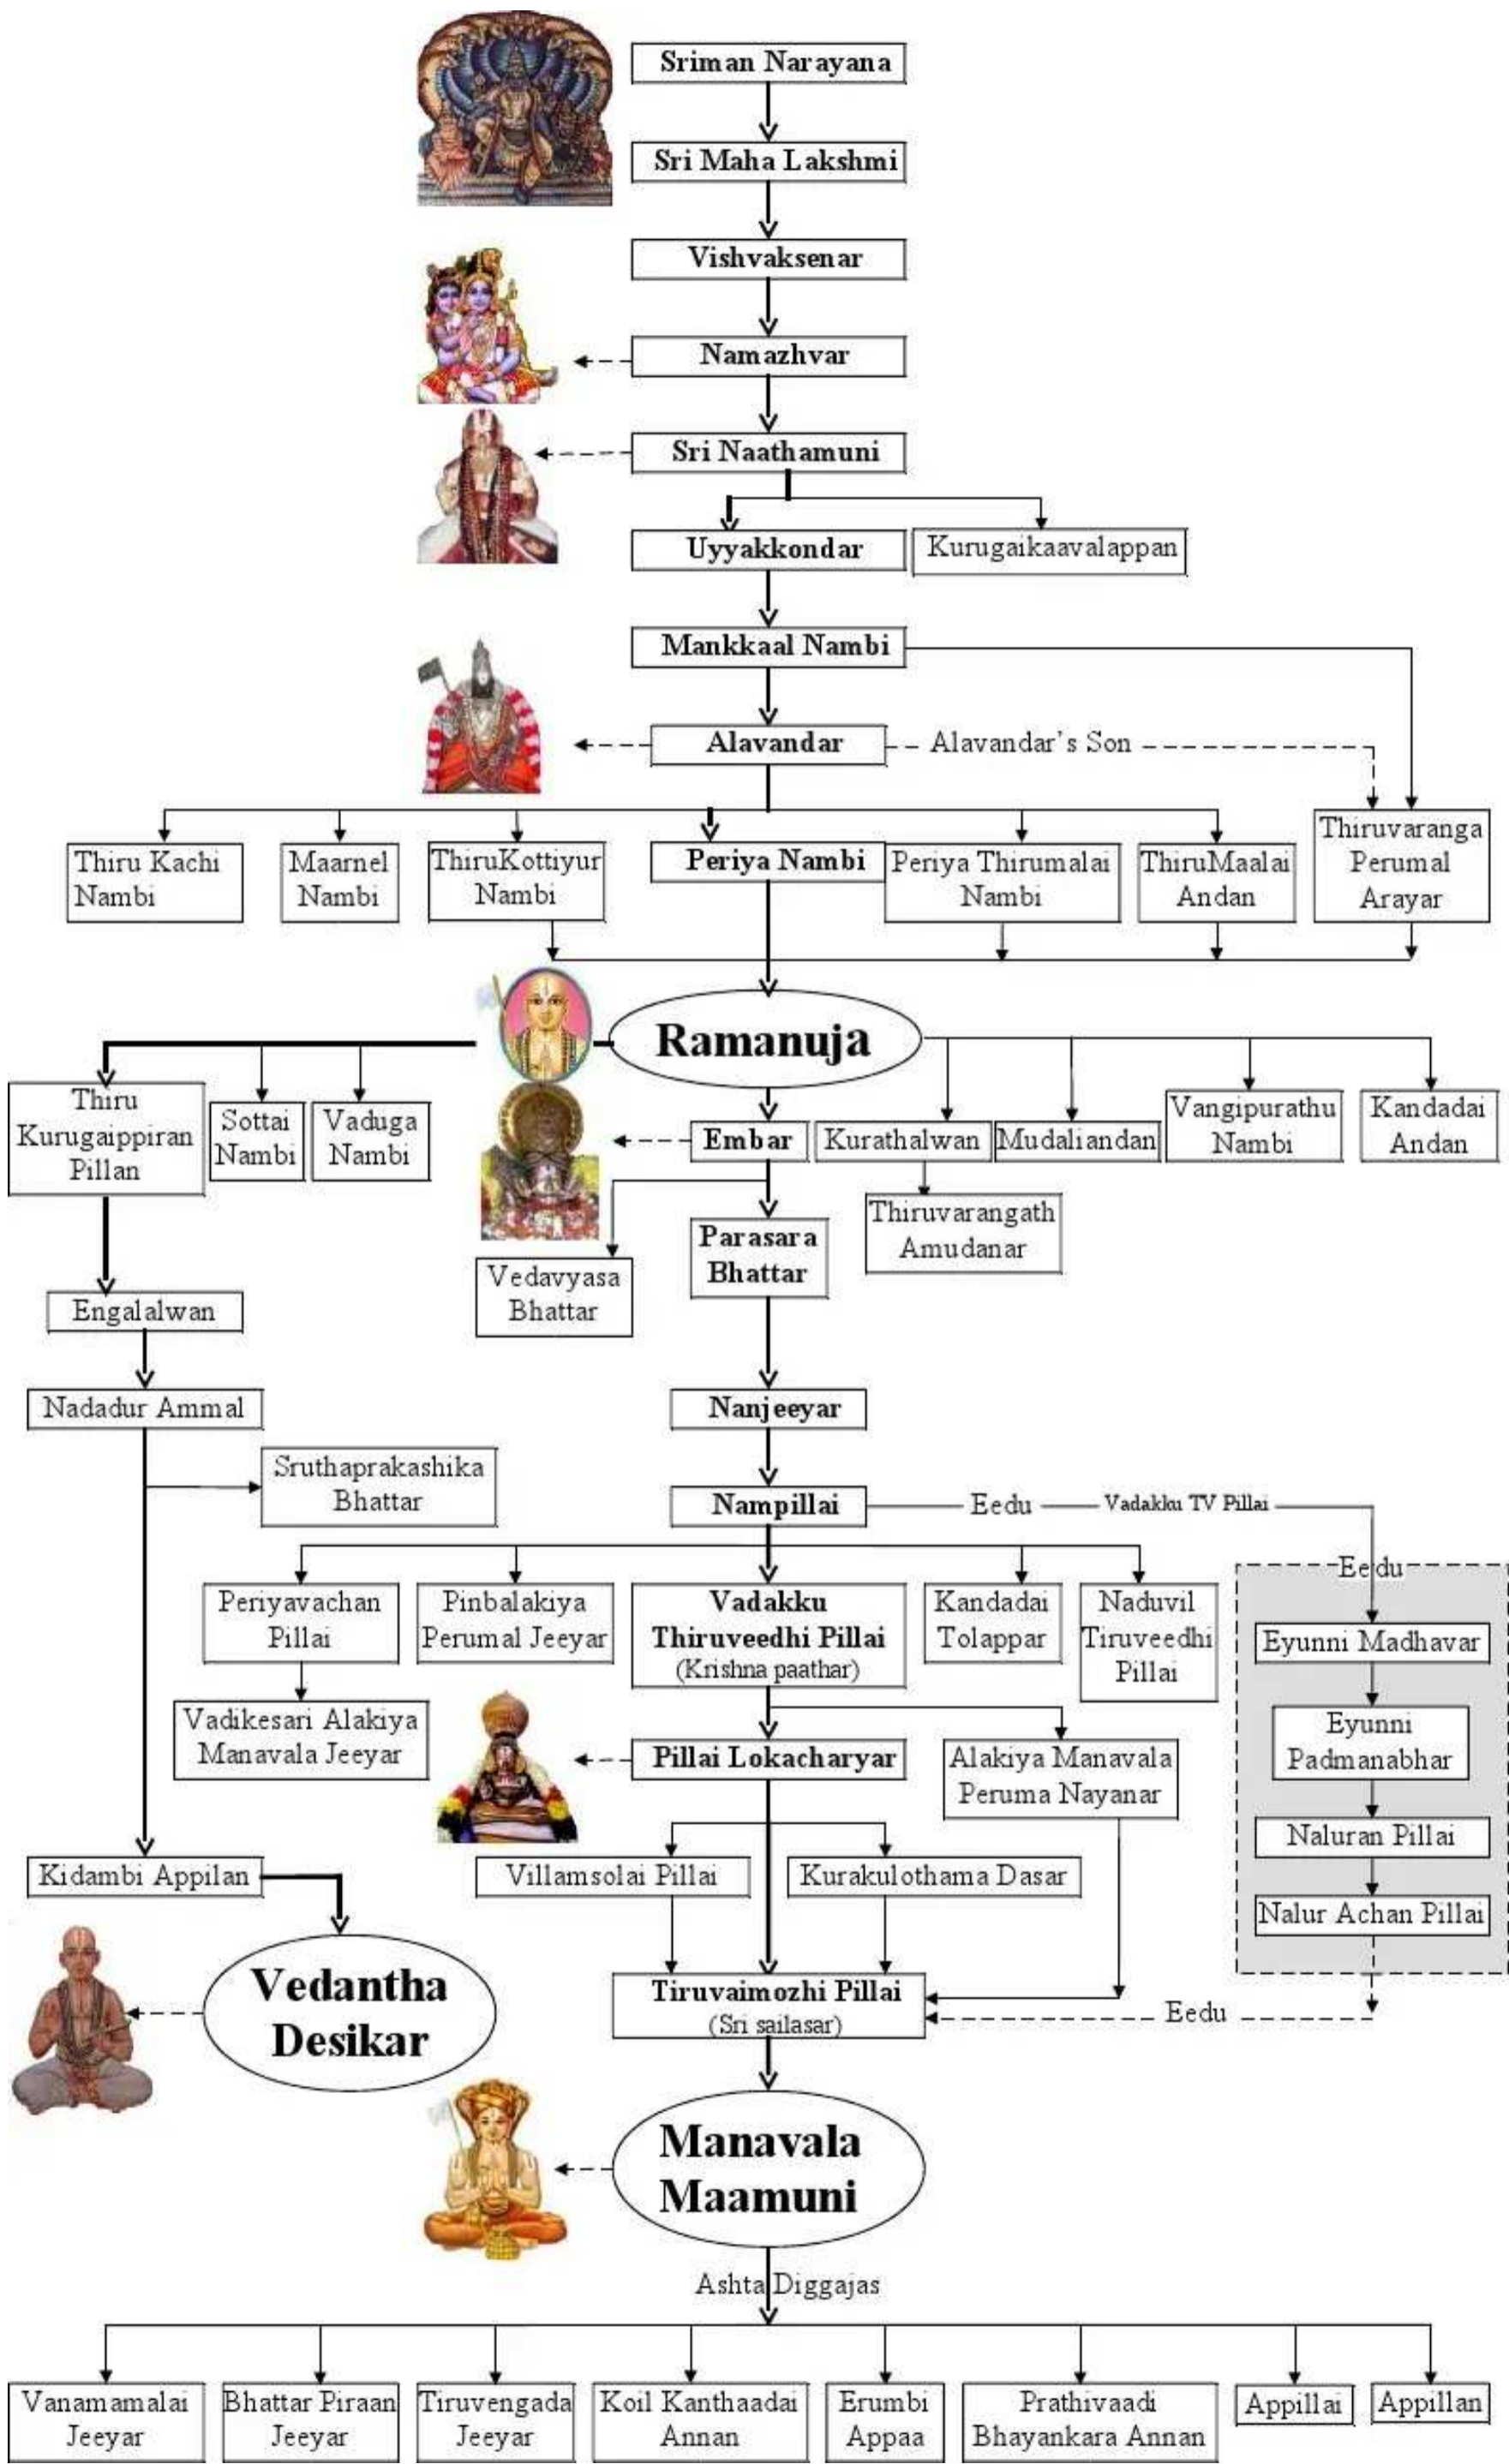 Sriman Narayana
Sri Maha Lakshmi
Vishvaksenar
Namazhvar
Sri Naathamuni
Uyyakkondar
Kurugaikaavalappan
Mankkaal Nambi
Alavandar
Alavandar's Son
Thiru Kachi
Nambi
Maarnel
Nambi
ThiruKottiyur
Nambi
Periya Nambi
Periya Thirumalai
Nambi
ThiruMaalai
Andan
Thiruvaranga
Perumal
Arayar
Ramanuja
Thiru
Kurugaippiran
Pillan
Sottai
Nambi
Vaduga
Nambi
Embar
Kurathalwan
Mudaliandan
Vangipurathu
Nambi
Kandadai
Andan
Thiruvarangath
Amudanar
Parasara
Bhattar
Vedavyasa
Bhattar
Engalalwan
Nadadur Ammal
Nanjeeyar
Sruthaprakashika
Bhattar
Nampillai
Eedu
Vadakku TV Pillai
Eedu
Periyavachan
Pillai
Pinbalakiya
Perumal Jeeyar
Vadakku
Thiruveedhi Pillai
(Krishna paathar)
Kandadai
Tolappar
Naduvil
Tiruveedhi
Pillai
Eyunni Madhavar
Vadikesari Alakiya
Manavala Jeeyar
Pillai Lokacharyar
Alakiya Manavala
Peruma Nayanar
Eyunni
Padmanabhar
Naluran Pillai
Kidambi Appilan
Villamsolai Pillai
Kurakulothama Dasar
Nalur Achan Pillai
Vedantha
Desikar
Tiruvaimozhi Pillai
(Sri sailasar)
Eedu
Manavala
Maamuni
Ashta Diggajas
Vanamamalai
Jeeyar
Bhattar Piraan
Jeeyar
Tiruvengada
Jeeyar
Koil Kanthaadai
Annan
Erumbi
Appaa
Prathivaadi
Bhayankara Annan
Appillai
Appillan